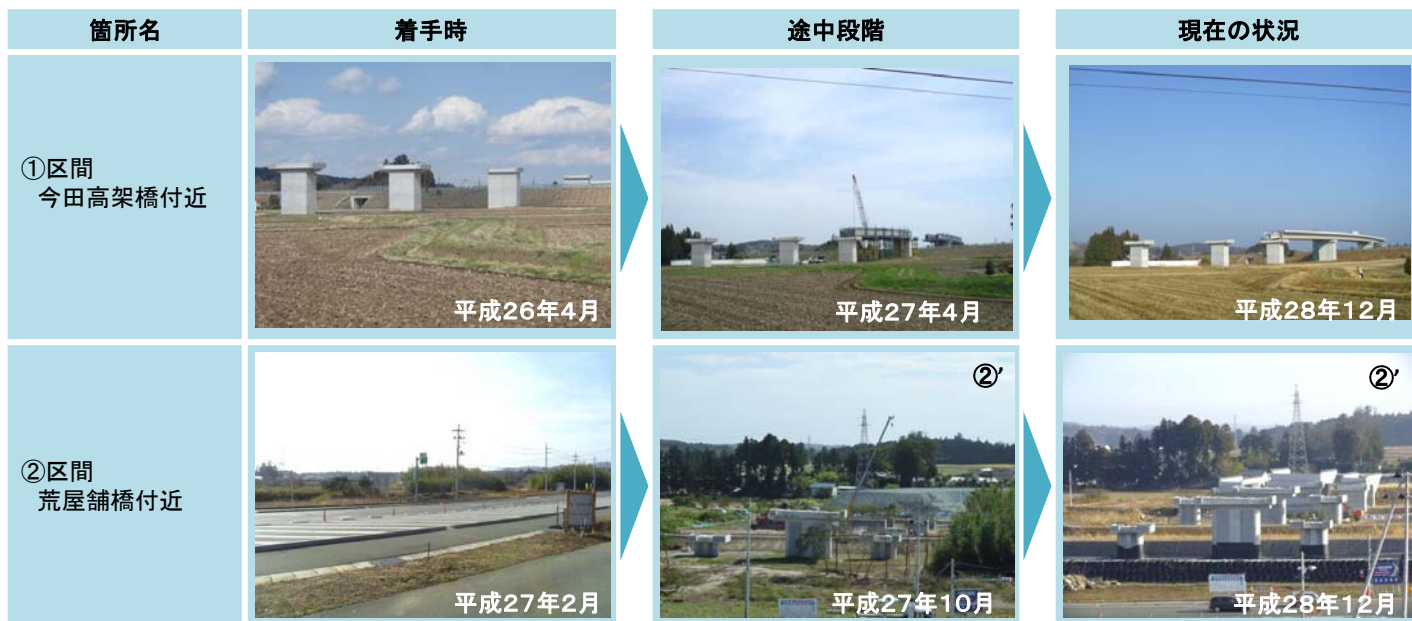 箇所名
着手時
途中段階
現在の状況
①区間
今田高架橋付近
平成26年4月
平成27年4月
平成28年12月
②区間
荒屋舗橋付近
平成27年2月
②’
平成27年10月
②’
平成28年12月